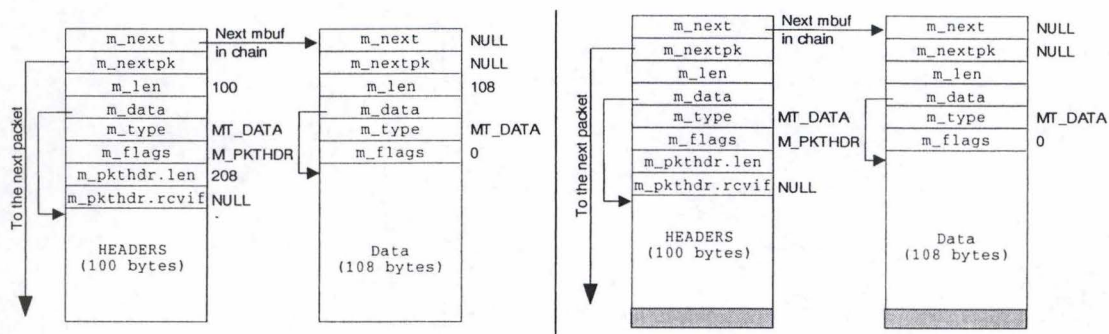 To the next packet
m_next
m_nextpk
m_len
m_data
m_type
m_flags
m_pkthdr.len
m_pkthdr.rcvif
HEADERS
(100 bytes)
100
MT_DATA
M_PKTHDR
208
NULL
Next mbuf
in chain
m_next
m_nextpk
m_len
m_data
m_type
m_flags
Data
(108 bytes)
NULL
NULL
108
MT_DATA
0
To the next packet
m_next
m_nextpk
m_len
m_data
m_type
m_flags
m_pkthdr.len
m_pkthdr.rcvif
HEADERS
(100 bytes)
MT_DATA
M_PKTHDR
NULL
Next mbuf
in chain
m_next
m_nextpk
m_len
m_data
m_type
m_flags
Data
(108 bytes)
NULL
NULL
MT_DATA
0